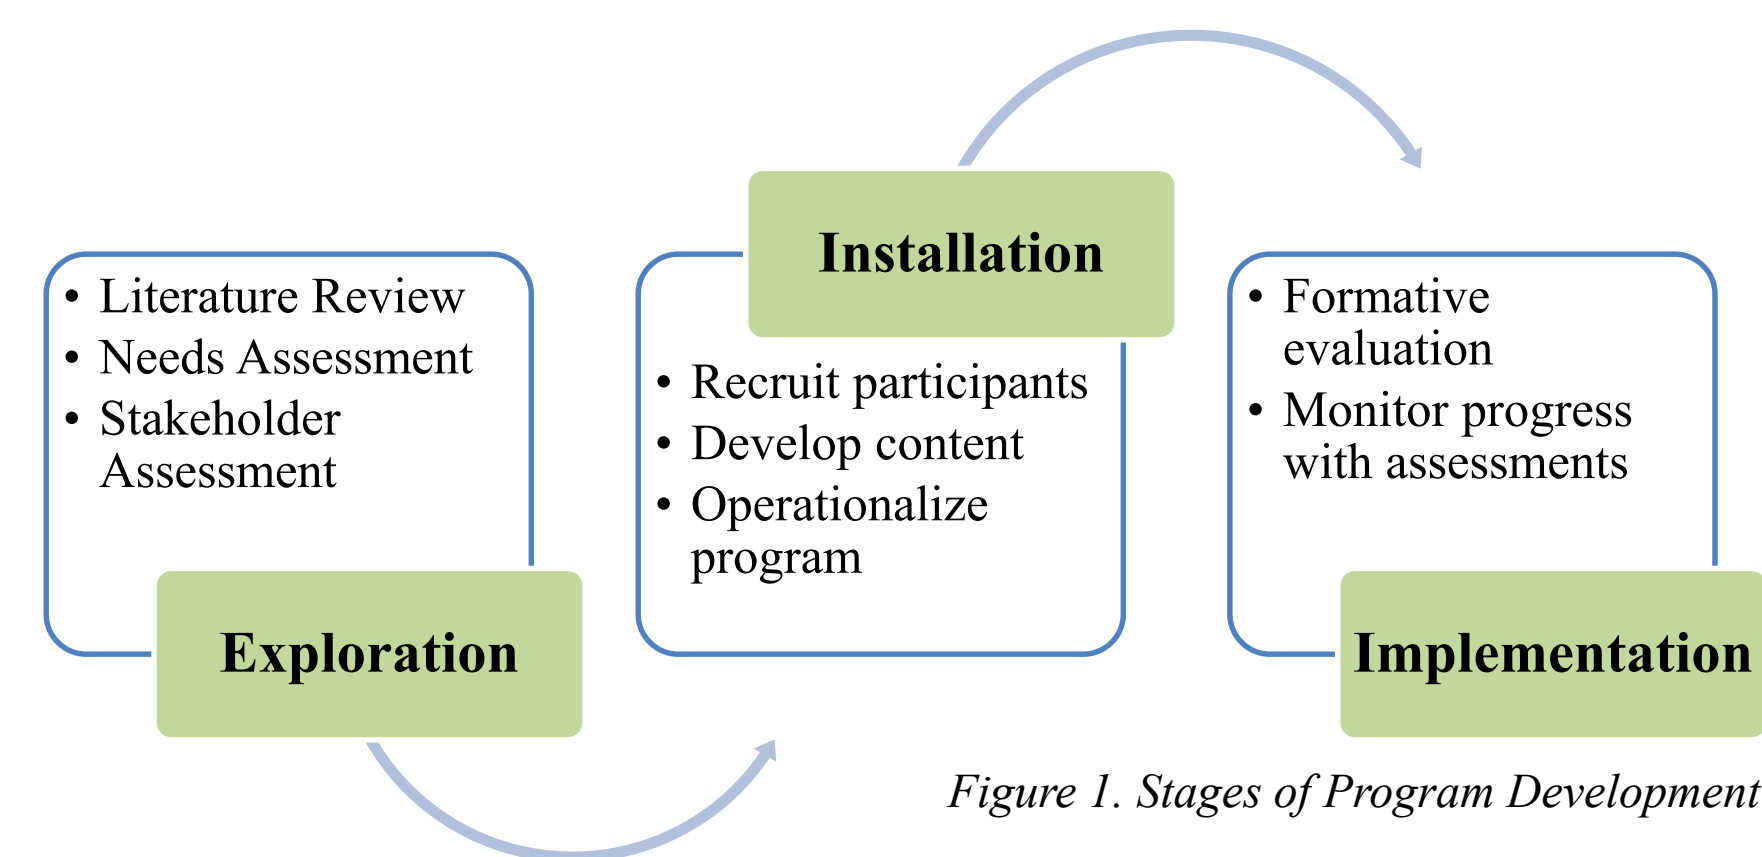 • Literature Review
• Needs Assessment
• Stakeholder
Assessment
Exploration
Installation
• Recruit participants
• Develop content
• Operationalize
program
• Formative
evaluation
• Monitor progress
with assessments
Implementation
Figure 1. Stages of Program Development